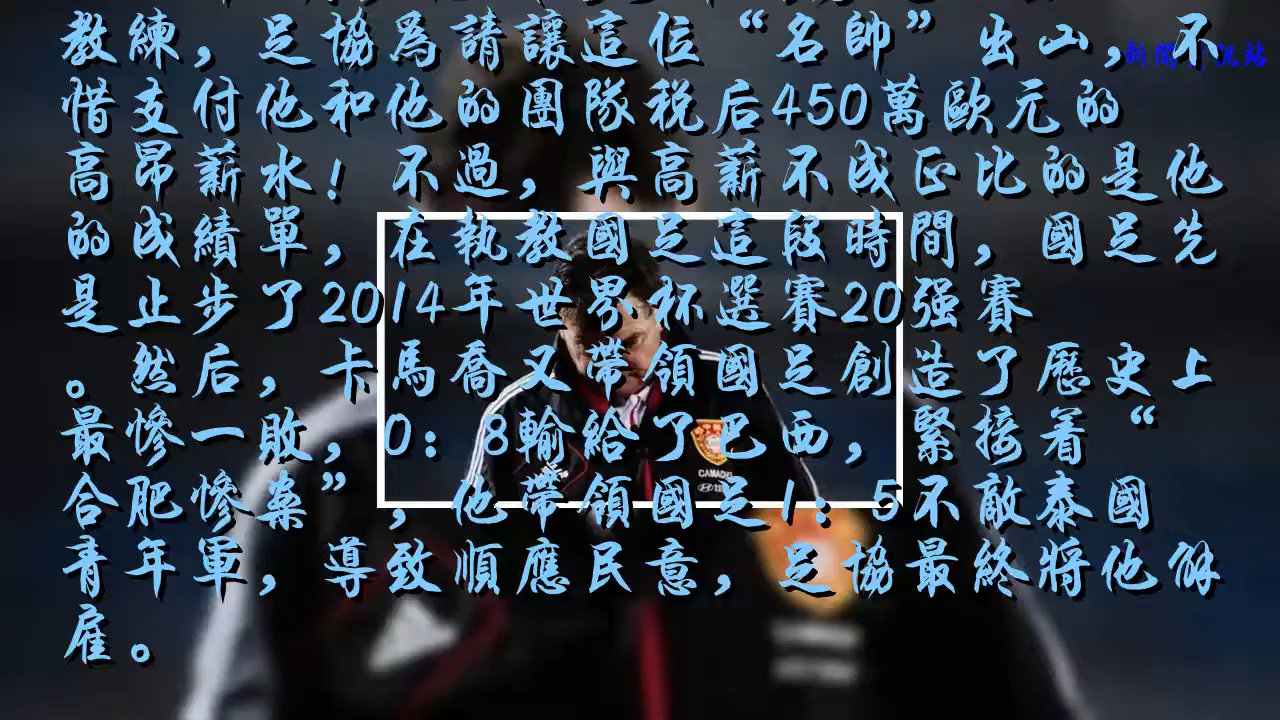 教練，足協爲請讓這位“名帥”出山，不
惜支付他和他的團隊税后450萬歐元的
高昂薪水！不過，與高薪不成正比的是他
的成績單，在執教國足這段時間，國足先
是止步了2014年世界杯選賽20强賽
。然后，卡馬喬又帶領國足創造了歷史上
最慘一敗，0：8輸給了巴西，緊接着“
合肥慘案”，他帶領國足1：5不敵泰國
青年軍，導致順應民意，足協最終將他解
雇。
CAMACHO